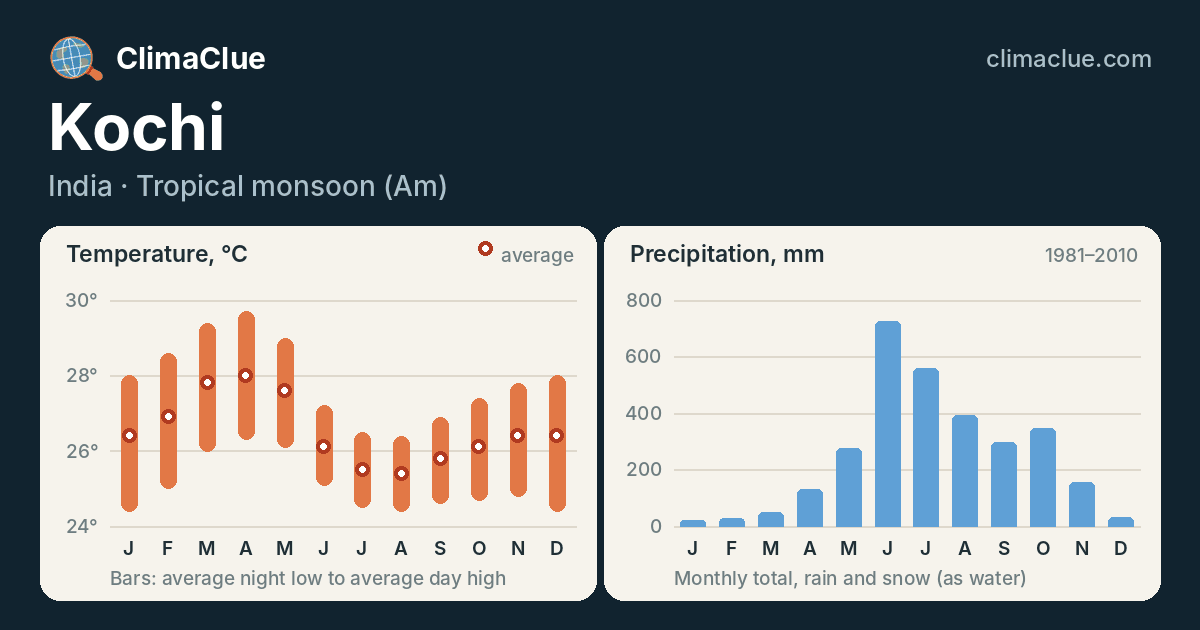 ClimaClue
climaclue.com
Kochi
India · Tropical monsoon (Am)
Temperature, °C
average
30°
28°
26°
24°
J F M A M J J A S O N D
Bars: average night low to average day high
Precipitation, mm
1981–2010
800
600
400
200
0
J F M A M J J A S O N D
Monthly total, rain and snow (as water)